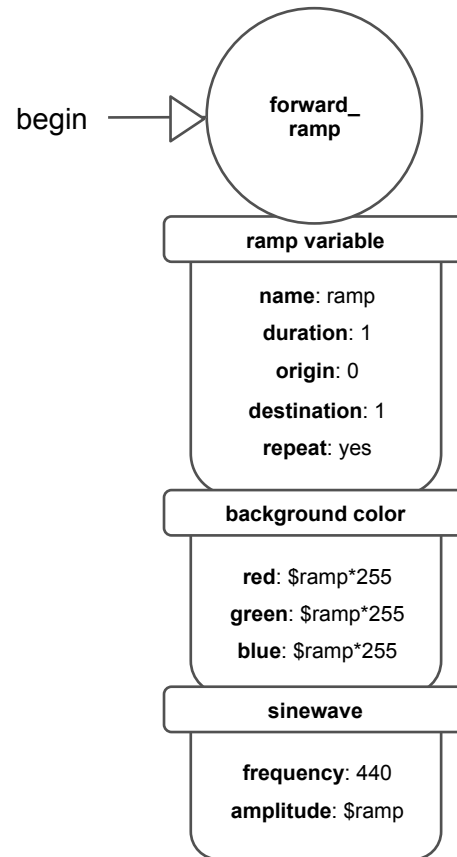 forward_
ramp
begin
ramp variable
name: ramp
duration: 1
origin: 0
destination: 1
repeat: yes
background color
red: $ramp*255
green: $ramp*255
blue: $ramp*255
sinewave
frequency: 440
amplitude: $ramp